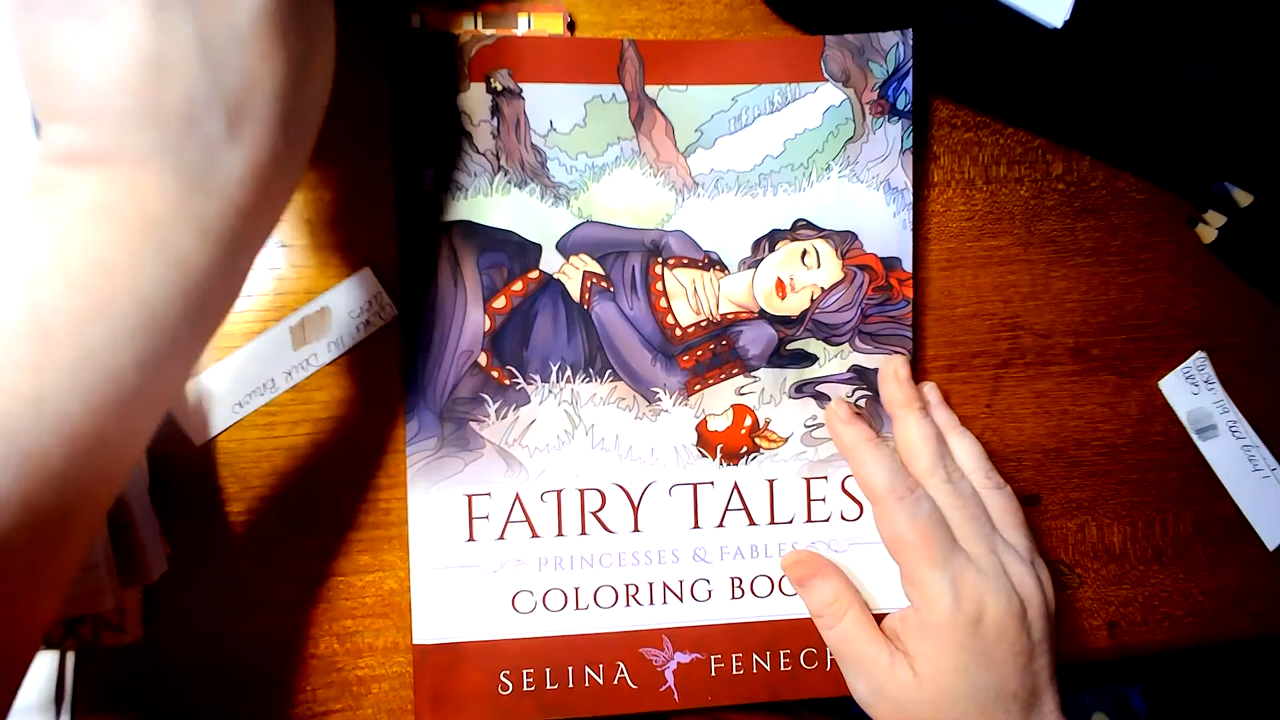 FAIRY TALES
PRINCESSES & FABLES
COLORING BOO
SELINA FENECH